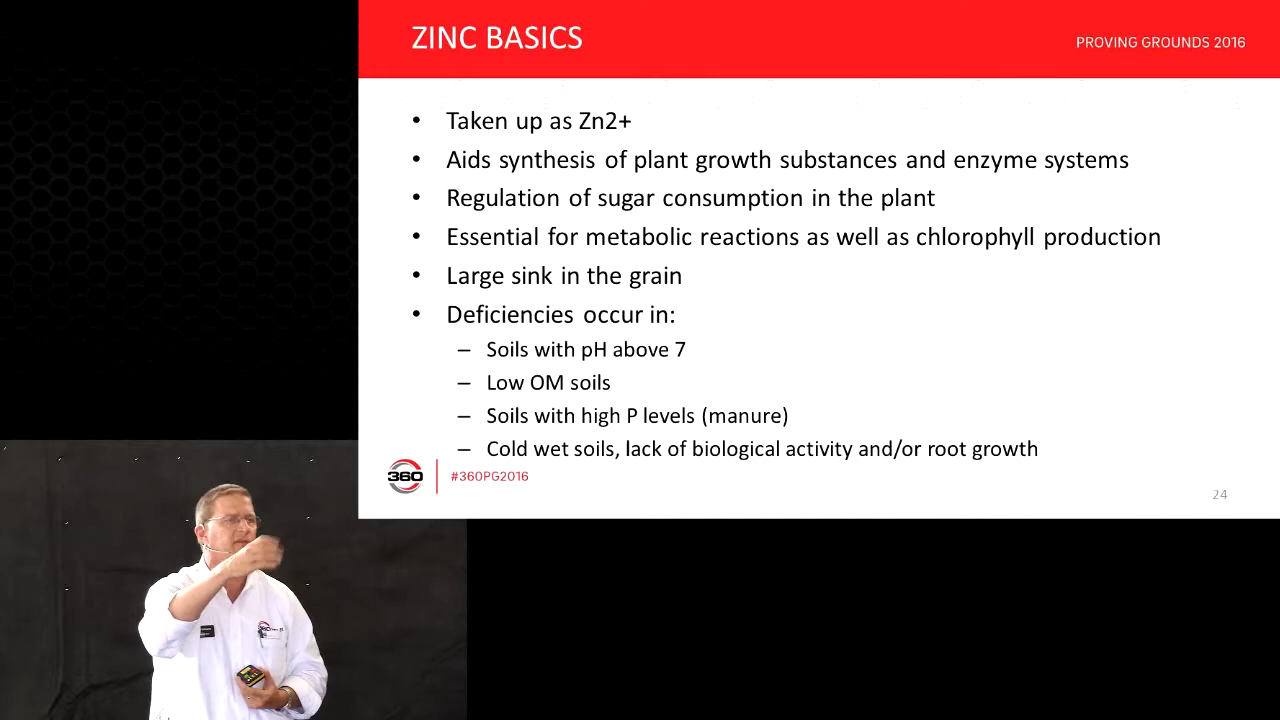 ZINC BASICS
PROVING GROUNDS 2016
• Taken up as Zn2+
• Aids synthesis of plant growth substances and enzyme systems
• Regulation of sugar consumption in the plant
• Essential for metabolic reactions as well as chlorophyll production
• Large sink in the grain
• Deficiencies occur in:
– Soils with pH above 7
– Low OM soils
– Soils with high P levels (manure)
– Cold wet soils, lack of biological activity and/or root growth
360
#360PG2016
24
360